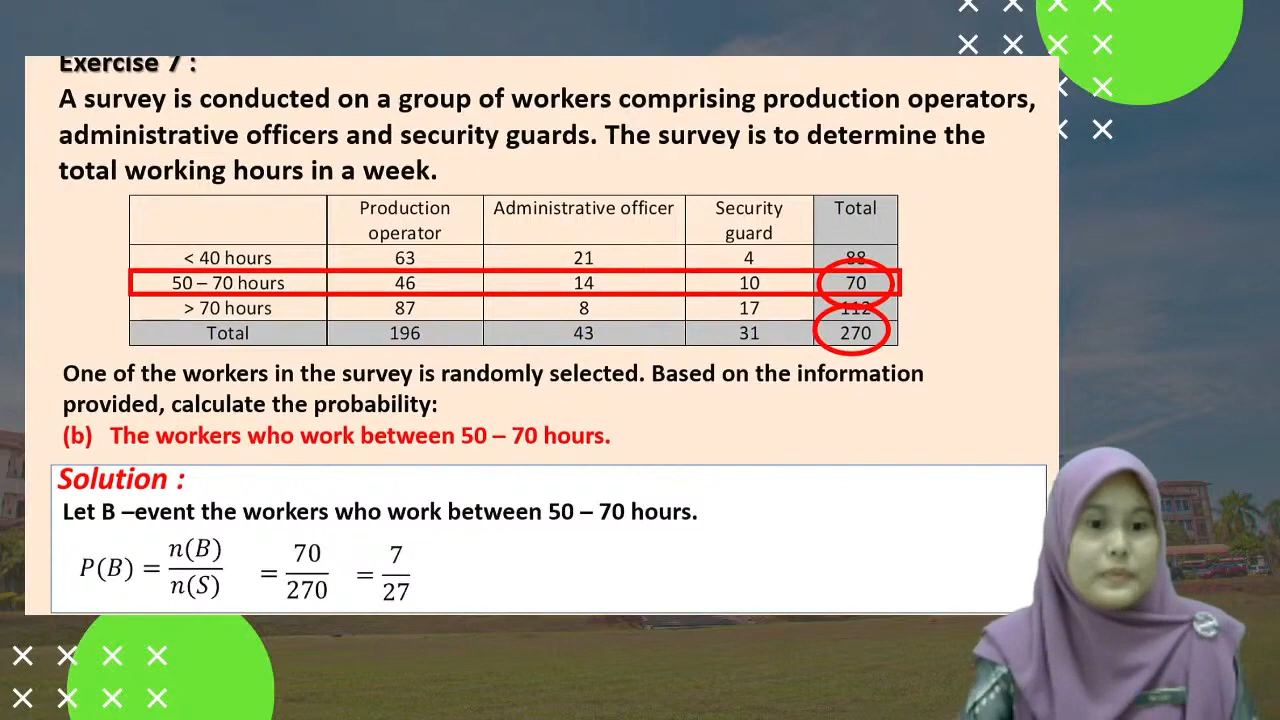 Exercise 7 :
A survey is conducted on a group of workers comprising production operators,
administrative officers and security guards. The survey is to determine the
total working hours in a week.
Production operator Administrative officer Security guard Total
< 40 hours 63 21 4 88
50 – 70 hours 46 14 10 70
> 70 hours 87 8 17 112
Total 196 43 31 270
One of the workers in the survey is randomly selected. Based on the information
provided, calculate the probability:
(b) The workers who work between 50 – 70 hours.
Solution :
Let B –event the workers who work between 50 – 70 hours.
P(B) = n(B)/n(S) = 70/270 = 7/27